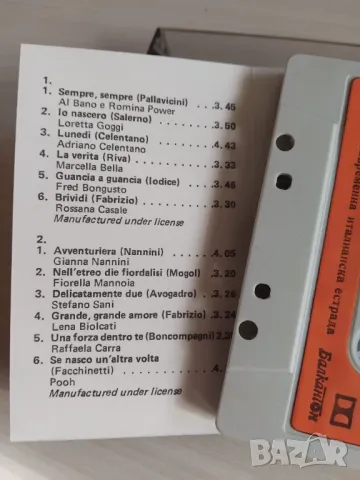 1.
1. Sempre, sempre (Pallavicini) . . .3. 45
Al Bano e Romina Power
2. Io nascero (Salerno) . . . .3. 50
Loretta Goggi
3. Lunedi (Celentano) . . . . 4. 43
Adriano Celentano
4. La verita (Riva) . . . . 3. 33
Marcella Bella
5. Guancia a guancia (Iodice) . .3. 46
Fred Bongusto
6. Brividi (Fabrizio) . . . . 3. 30
Rossana Casale
Manufactured under license
2.
1. Avventuriera (Nannini) . . .4. 05
Gianna Nannini
2. Nell'etreo die fiordalisi (Mogol) . 3. 20
Fiorella Mannoia
3. Delicatamente due (Avogadro) . 3. 26
Stefano Sani
4. Grande, grande amore (Fabrizio) . 3. 24
Lena Biolcati
5. Una forza dentro te (Boncompagni)
Raffaela Carra
6. Se nasco un'altra volta
(Facchinetti) . . . . 4.
Pooh
Manufactured under license
италианска естрада
Балкантон
bazar.bg